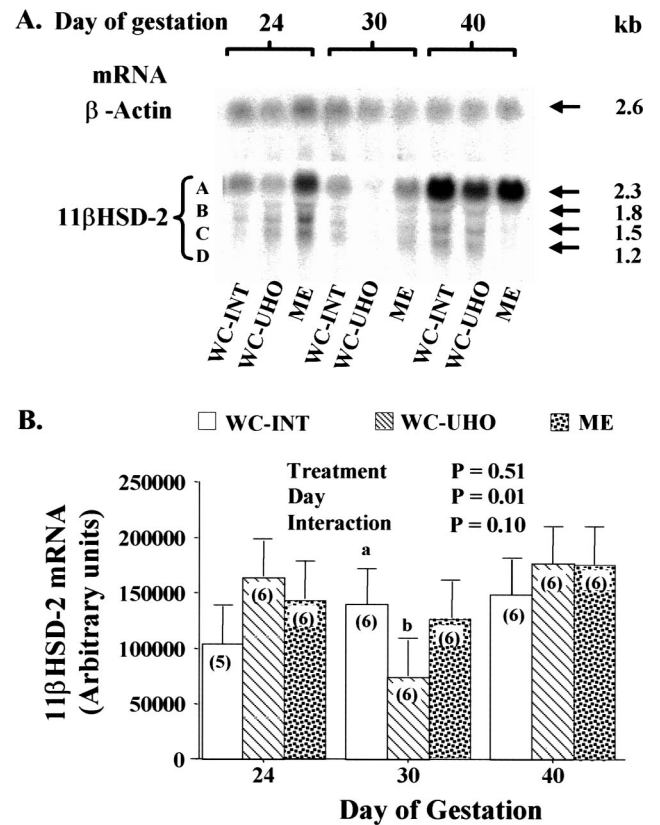 A. Day of gestation 24 30 40 kb
mRNA
β -Actin 2.6
A 2.3
B 1.8
11βHSD-2
C 1.5
D 1.2
WC-INT WC-UHO ME WC-INT WC-UHO ME WC-INT WC-UHO ME
B. WC-INT WC-UHO ME
Treatment P = 0.51
Day P = 0.01
Interaction P = 0.10
11βHSD-2 mRNA
(Arbitrary units)
250000
200000
150000
100000
50000
0
a
b
(5) (6) (6) (6) (6) (6) (6) (6) (6)
24 30 40
Day of Gestation